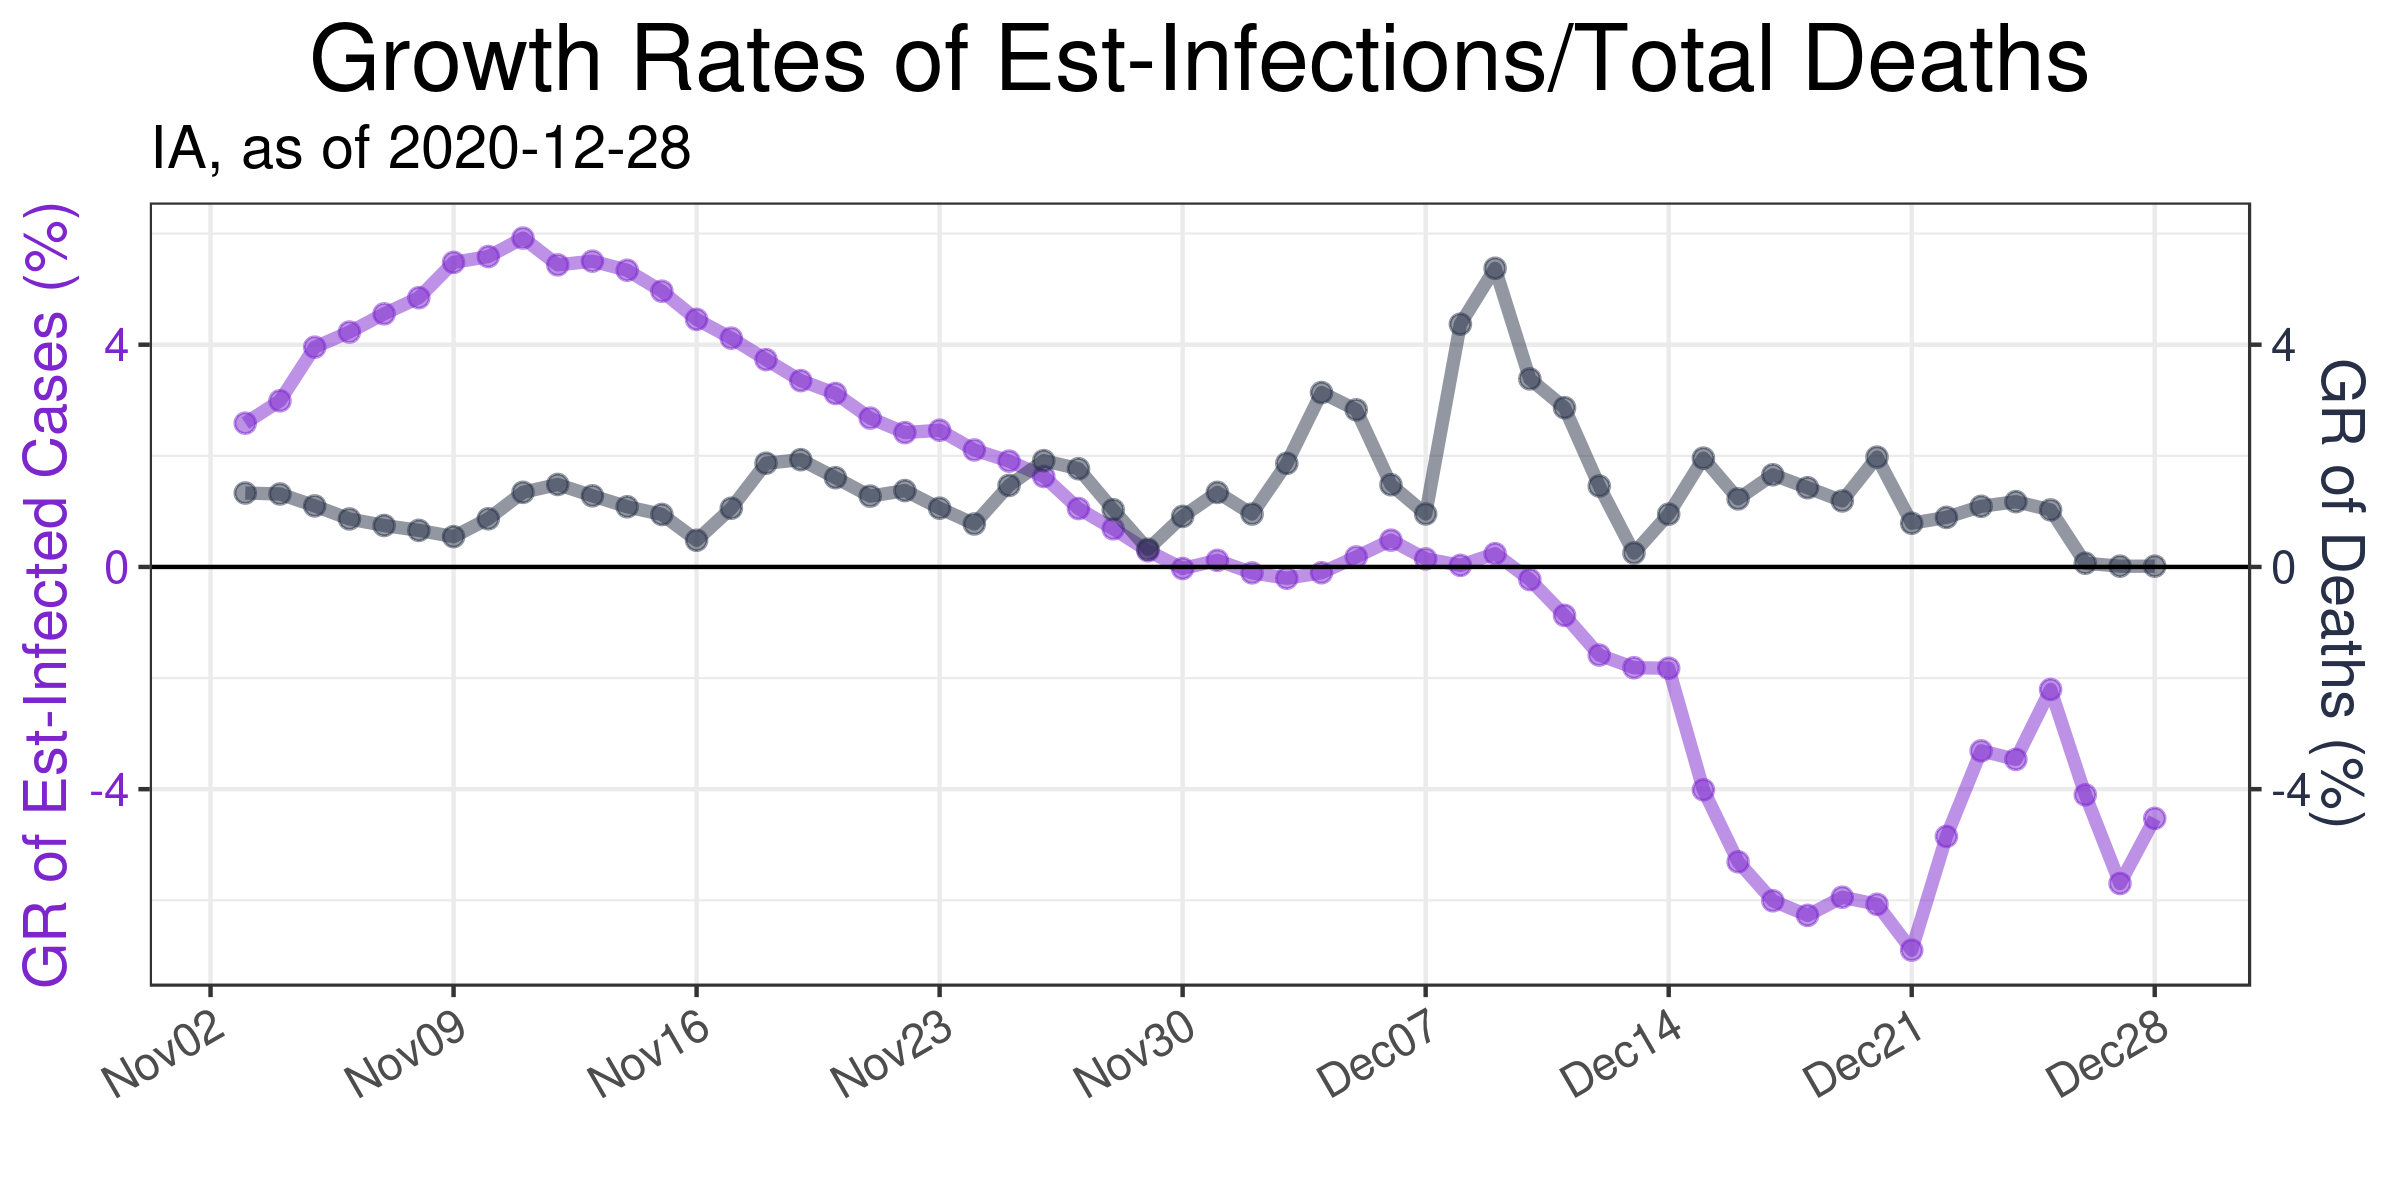 Growth Rates of Est-Infections/Total Deaths
IA, as of 2020-12-28
GR of Est-Infected Cases (%)
4
0
-4
4
0
-4
GR of Deaths (%)
Nov02
Nov09
Nov16
Nov23
Nov30
Dec07
Dec14
Dec21
Dec28